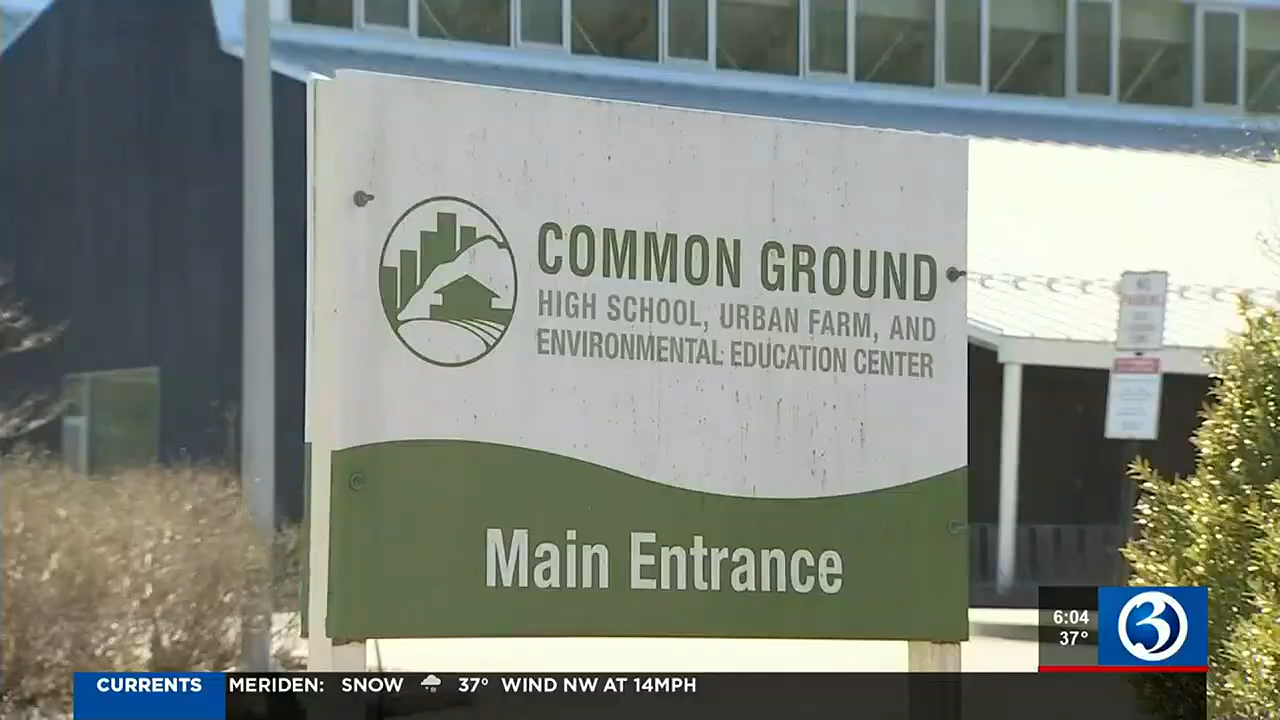 COMMON GROUND
HIGH SCHOOL, URBAN FARM, AND
ENVIRONMENTAL EDUCATION CENTER
Main Entrance
6:04
37°
3
CURRENTS MERIDEN: SNOW 37° WIND NW AT 14MPH